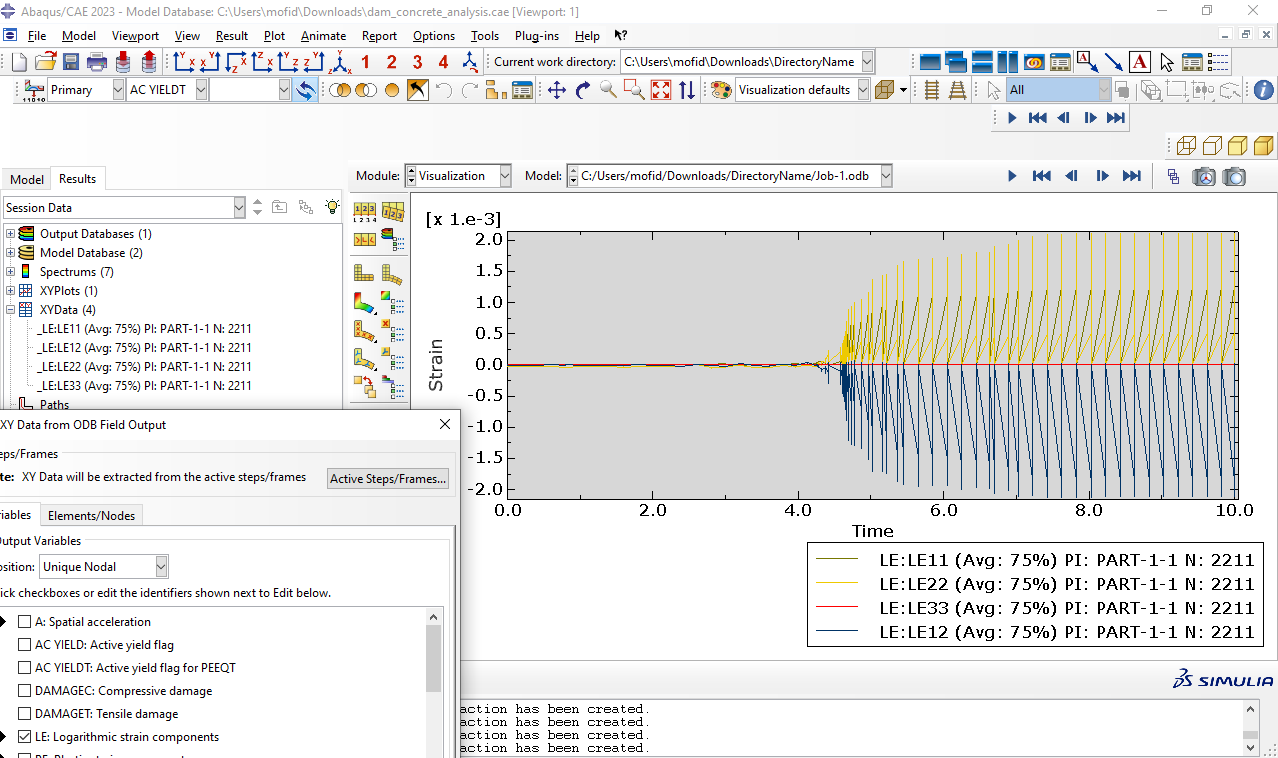 Abaqus/CAE 2023 - Model Database: C:\Users\mofid\Downloads\dam_concrete_analysis.cae [Viewport: 1]
File Model Viewport View Result Plot Animate Report Options Tools Plug-ins Help
1 2 3 4 Current work directory: C:\Users\mofid\Downloads\DirectoryName
Primary AC YIELDT Visualization defaults All
Model Results Module: Visualization Model: C:/Users/mofid/Downloads/DirectoryName/Job-1.odb
Session Data
Output Databases (1)
Model Database (2)
Spectrums (7)
XYPlots (1)
XYData (4)
_LE:LE11 (Avg: 75%) PI: PART-1-1 N: 2211
_LE:LE12 (Avg: 75%) PI: PART-1-1 N: 2211
_LE:LE22 (Avg: 75%) PI: PART-1-1 N: 2211
_LE:LE33 (Avg: 75%) PI: PART-1-1 N: 2211
Paths
XY Data from ODB Field Output
eps/Frames
te: XY Data will be extracted from the active steps/frames Active Steps/Frames...
riables Elements/Nodes
utput Variables
osition: Unique Nodal
ick checkboxes or edit the identifiers shown next to Edit below.
A: Spatial acceleration
AC YIELD: Active yield flag
AC YIELDT: Active yield flag for PEEQT
DAMAGEC: Compressive damage
DAMAGET: Tensile damage
LE: Logarithmic strain components
[x 1.e-3]
2.0
1.5
1.0
0.5
0.0
-0.5
-1.0
-1.5
-2.0
Strain
0.0 2.0 4.0 6.0 8.0 10.0
Time
LE:LE11 (Avg: 75%) PI: PART-1-1 N: 2211
LE:LE22 (Avg: 75%) PI: PART-1-1 N: 2211
LE:LE33 (Avg: 75%) PI: PART-1-1 N: 2211
LE:LE12 (Avg: 75%) PI: PART-1-1 N: 2211
SIMULIA
action has been created.
action has been created.
action has been created.
action has been created.